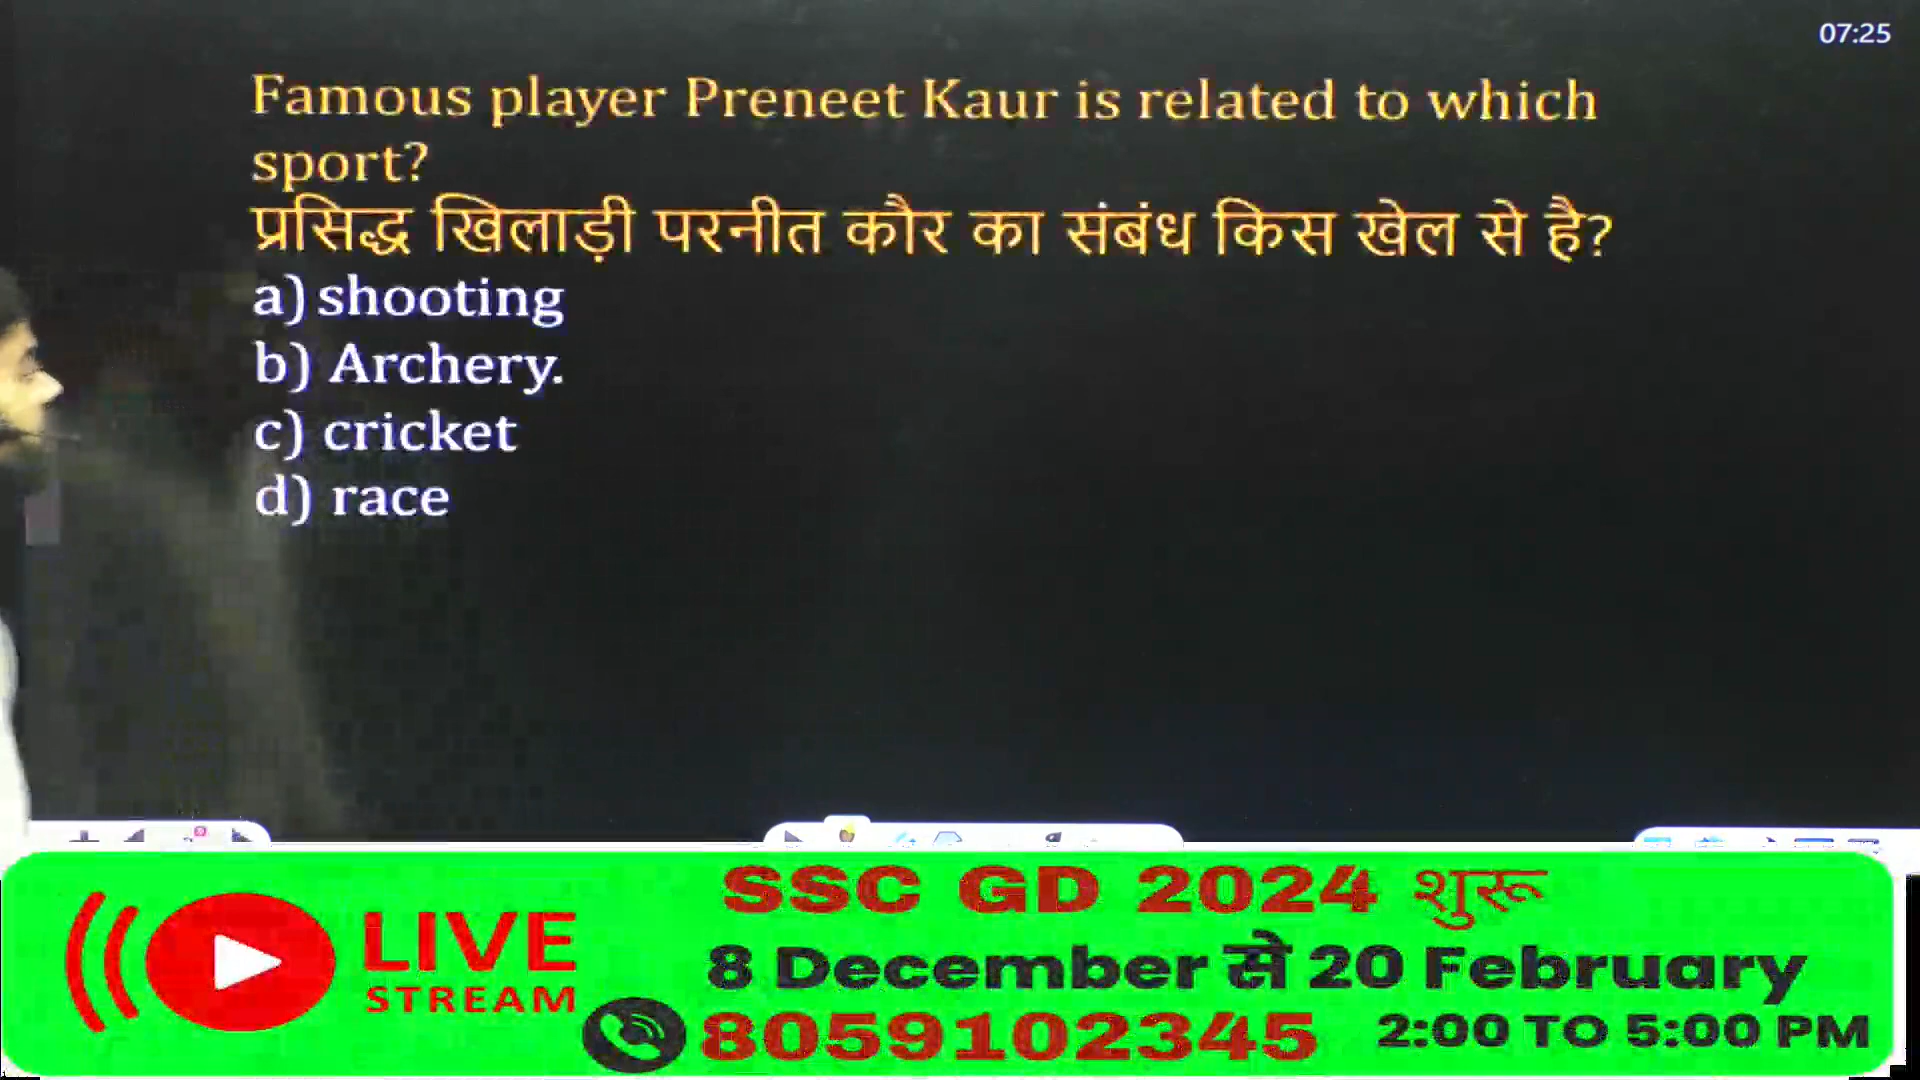 07:25
Famous player Preneet Kaur is related to which
sport?
प्रसिद्ध खिलाड़ी परनीत कौर का संबंध किस खेल से है?
a) shooting
b) Archery.
c) cricket
d) race
SSC GD 2024 शुरू
LIVE
STREAM
8 December से 20 February
8059102345 2:00 TO 5:00 PM